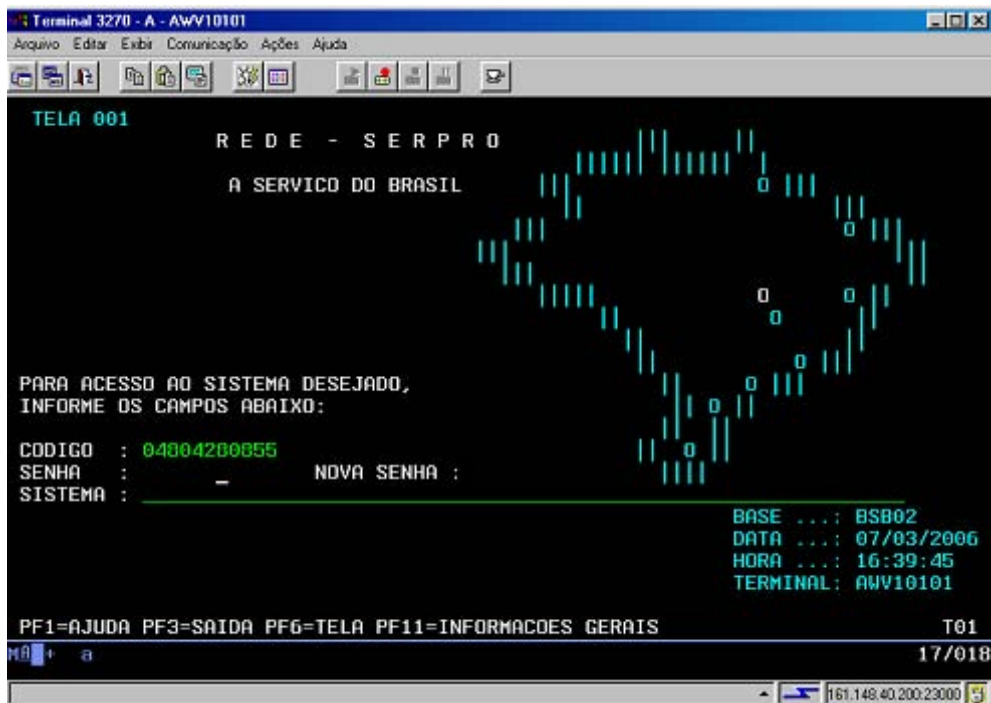 Terminal 3270 - A - AWV10101
Arquivo Editar Exibir Comunicação Ações Ajuda
TELA 001
R E D E - S E R P R O
A SERVICO DO BRASIL
PARA ACESSO AO SISTEMA DESEJADO,
INFORME OS CAMPOS ABAIXO:
CODIGO : 04804280855
SENHA : NOVA SENHA :
SISTEMA :
BASE ...: BSB02
DATA ...: 07/03/2006
HORA ...: 16:39:45
TERMINAL: AWV10101
PF1=AJUDA PF3=SAIDA PF6=TELA PF11=INFORMACOES GERAIS T01
a 17/018
161.148.40.200:23000